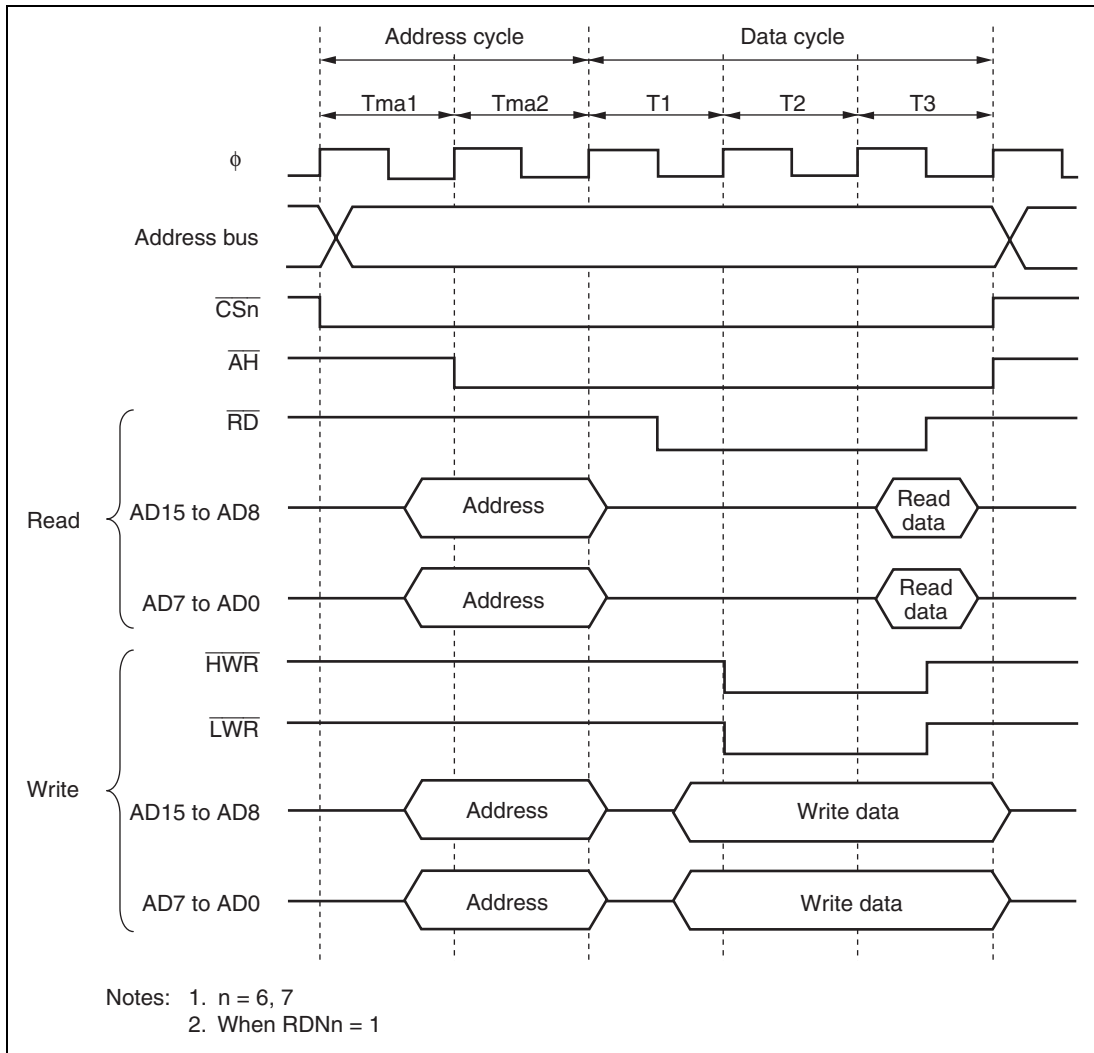 Address cycle Data cycle
Tma1 Tma2 T1 T2 T3
ϕ
Address bus
CSn
AH
RD
Read
AD15 to AD8 Address Read data
AD7 to AD0 Address Read data
HWR
LWR
Write
AD15 to AD8 Address Write data
AD7 to AD0 Address Write data
Notes: 1. n = 6, 7
2. When RDNn = 1